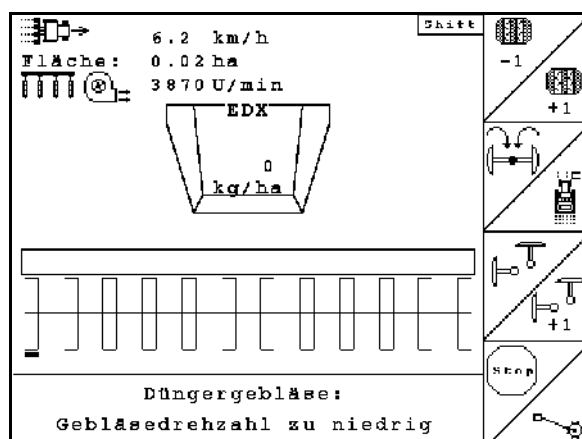 Shift
6.2 km/h
Fläche: 0.02 ha
3870 U/min
EDX
0
kg/ha
-1
+1
+1
Stop
Düngergebläse:
Gebläsedrehzahl zu niedrig